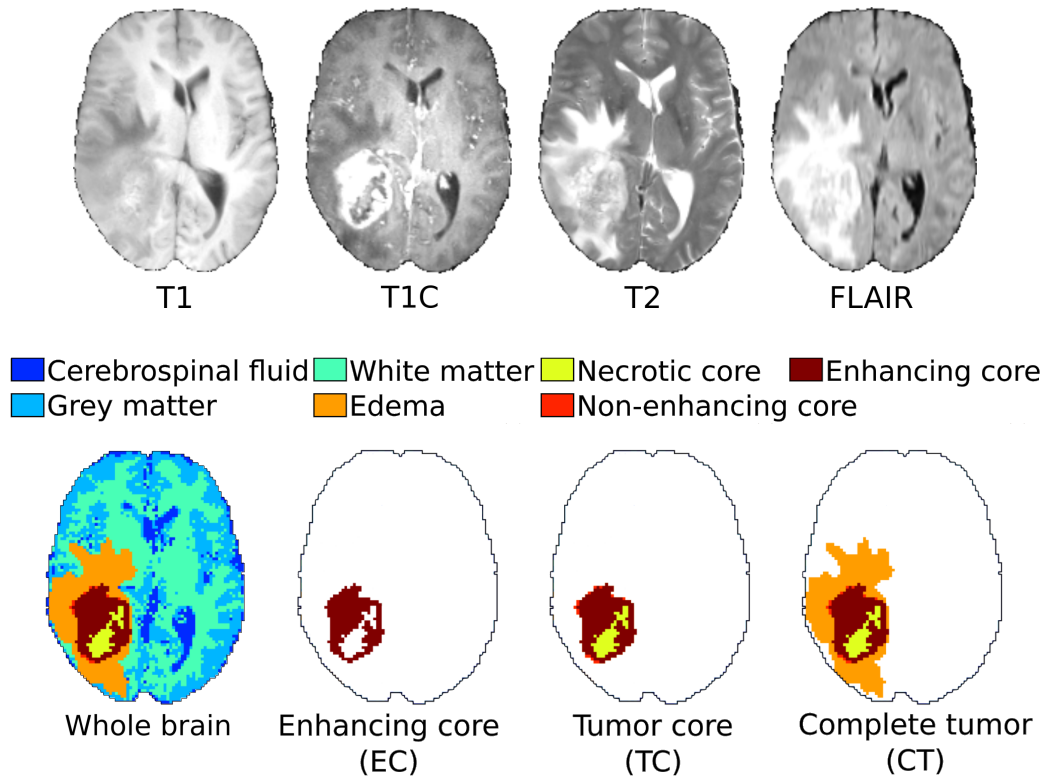 T1 T1C T2 FLAIR
Cerebrospinal fluid White matter Necrotic core Enhancing core
Grey matter Edema Non-enhancing core
Whole brain Enhancing core Tumor core Complete tumor
(EC) (TC) (CT)